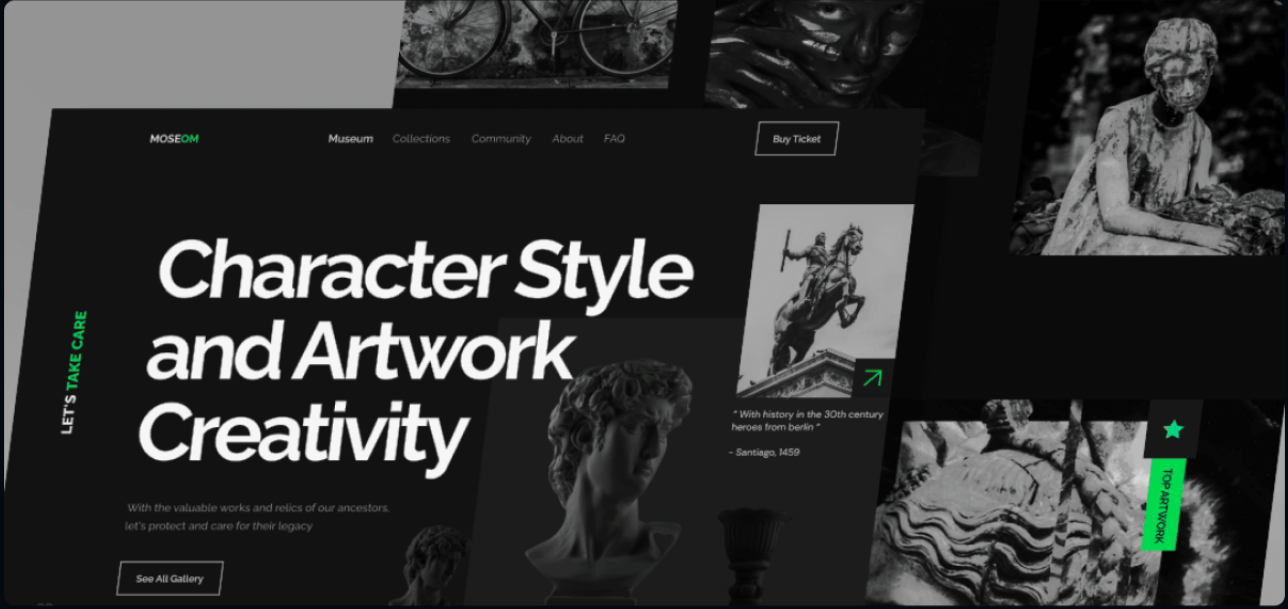 MOSEOM
Museum
Collections
Community
About
FAQ
Buy Ticket
Character Style
and Artwork
Creativity
LET'S TAKE CARE
" With history in the 30th century
heroes from berlin "
- Santiago, 1459
With the valuable works and relics of our ancestors,
let's protect and care for their legacy
See All Gallery
TOP ARTWORK